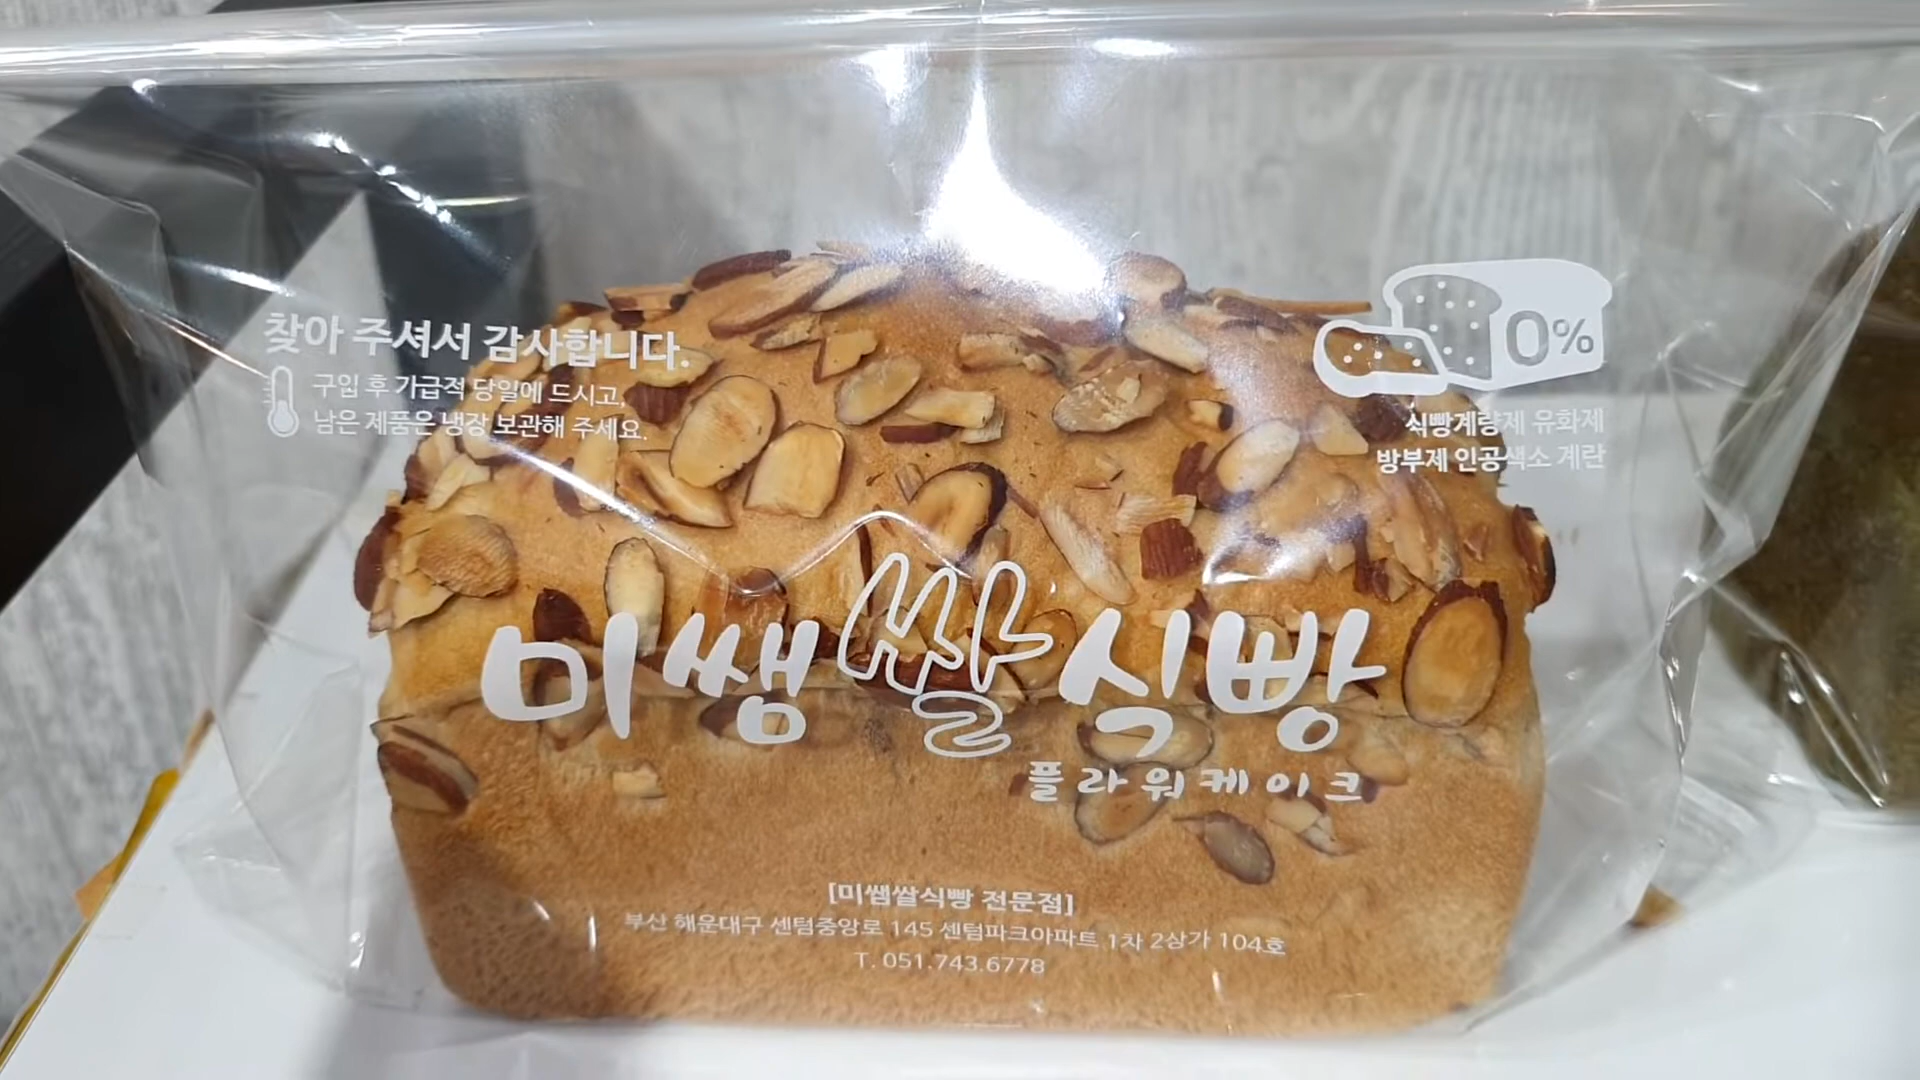 찾아 주셔서 감사합니다.
구입 후 가급적 당일에 드시고,
남은 제품은 냉장 보관해 주세요.
0%
식빵계량제 유화제
방부제 인공색소 계란
미쌤쌀식빵
플라워케이크
[미쌤쌀식빵 전문점]
부산 해운대구 센텀중앙로 145 센텀파크아파트 1차 2상가 104호
T. 051.743.6778